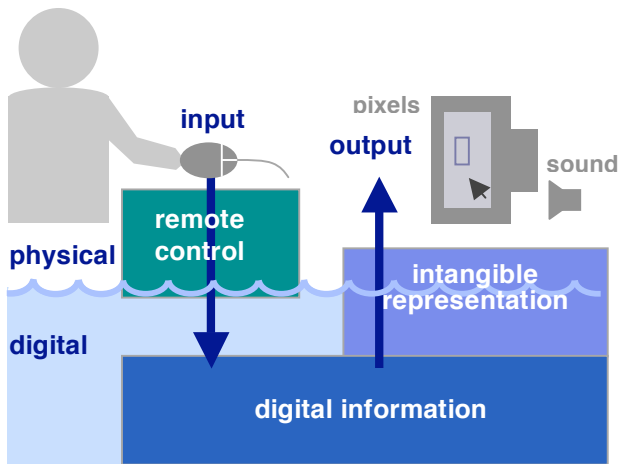 pixels
input
output
sound
remote
control
physical
intangible
representation
digital
digital information